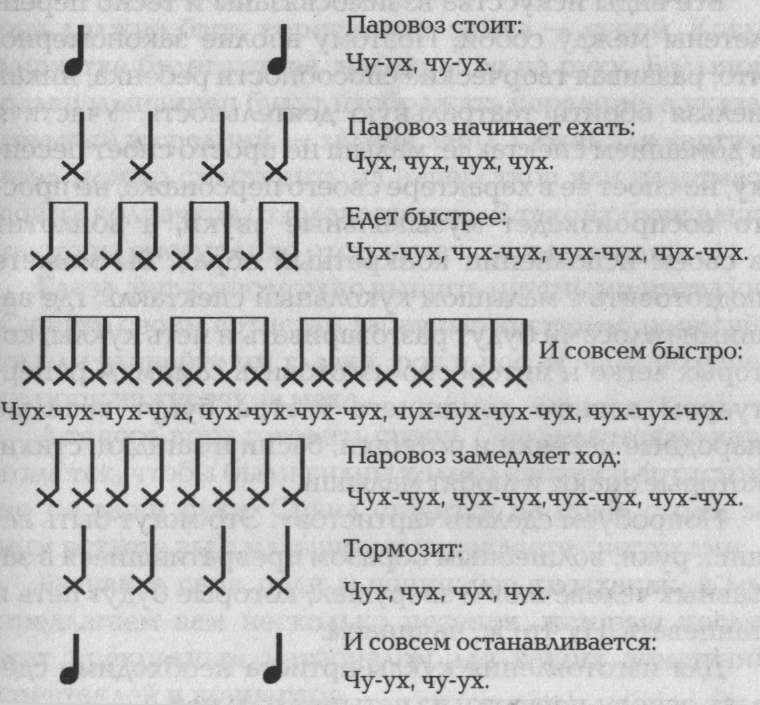 Паровоз стоит:
Чу-ух, чу-ух.
Паровоз начинает ехать:
Чух, чух, чух, чух.
Едет быстрее:
Чух-чух, чух-чух, чух-чух, чух-чух.
И совсем быстро:
Чух-чух-чух-чух, чух-чух-чух-чух, чух-чух-чух-чух, чух-чух-чух.
Паровоз замедляет ход:
Чух-чух, чух-чух,чух-чух, чух-чух.
Тормозит:
Чух, чух, чух, чух.
И совсем останавливается:
Чу-ух, чу-ух.